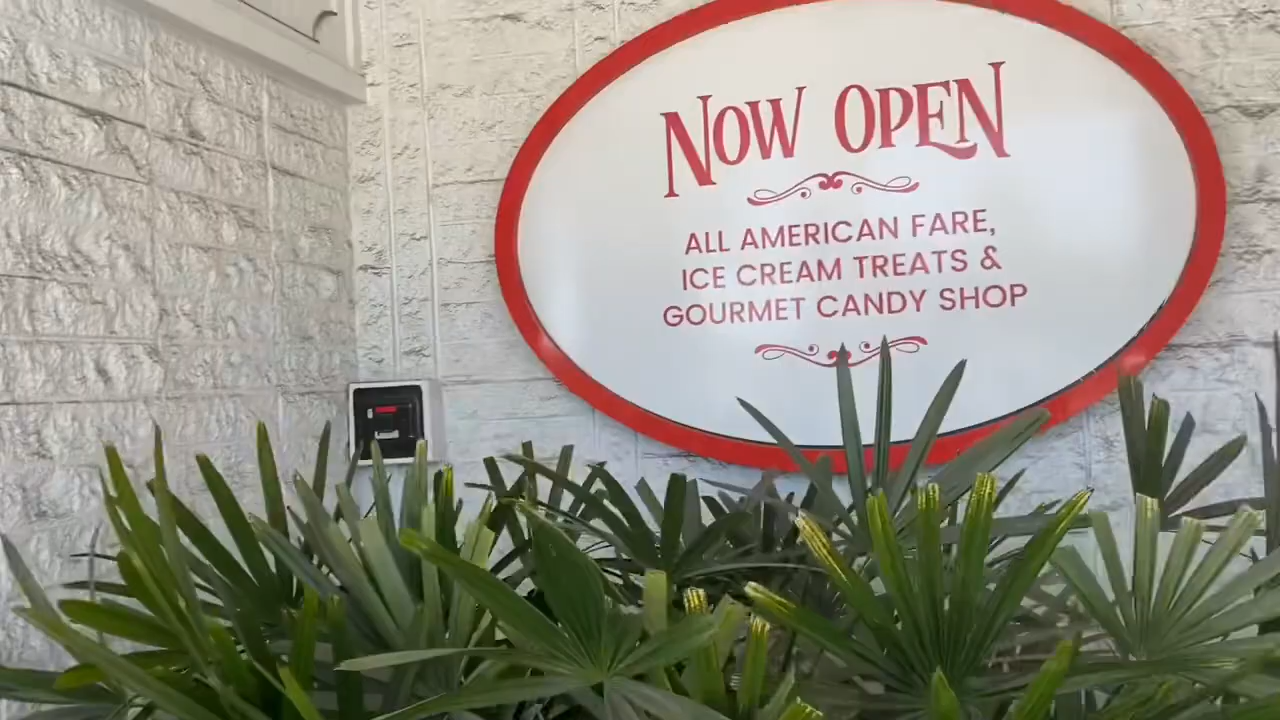 NOW OPEN
ALL AMERICAN FARE,
ICE CREAM TREATS &
GOURMET CANDY SHOP